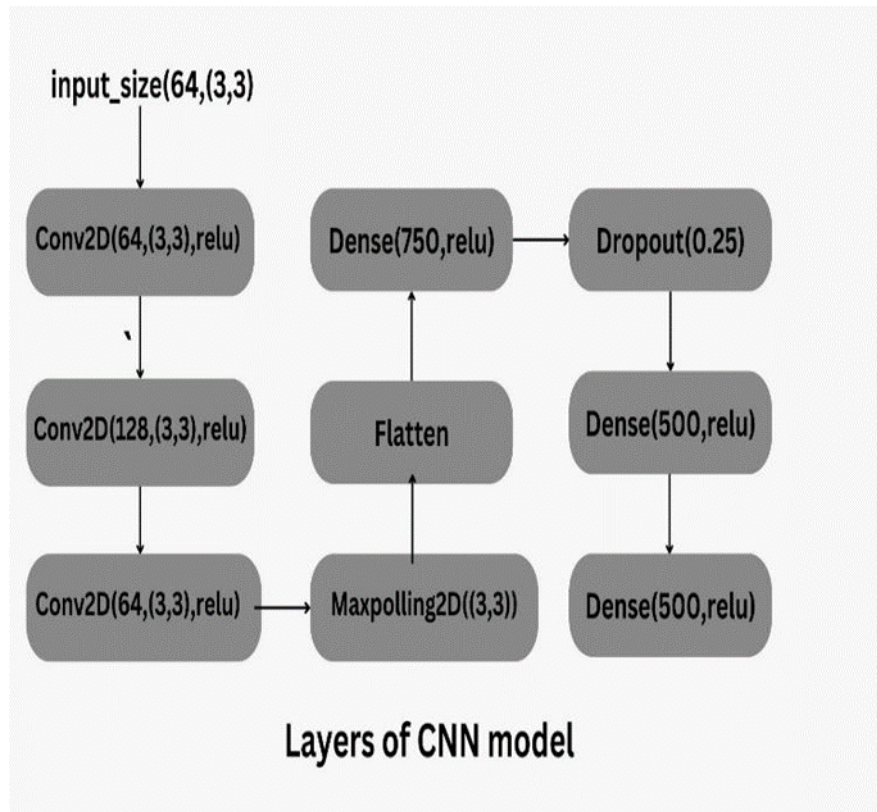 input_size(64,(3,3)
Conv2D(64,(3,3),relu)
Conv2D(128,(3,3),relu)
Conv2D(64,(3,3),relu)
Maxpolling2D((3,3))
Flatten
Dense(750,relu)
Dropout(0.25)
Dense(500,relu)
Dense(500,relu)
Layers of CNN model